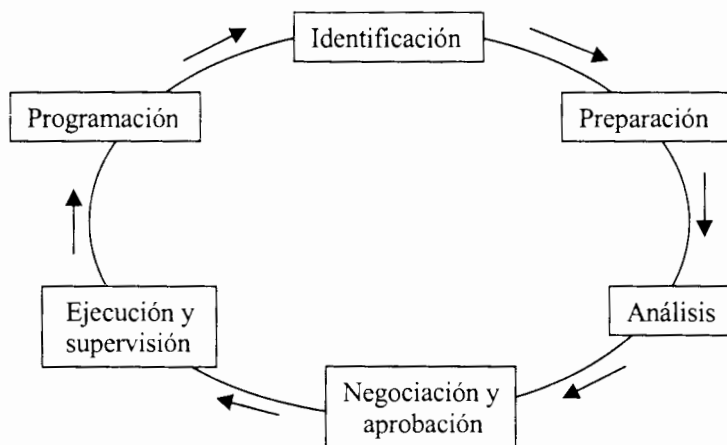 Identificación
Programación
Preparación
Ejecución y
supervisión
Análisis
Negociación y
aprobación